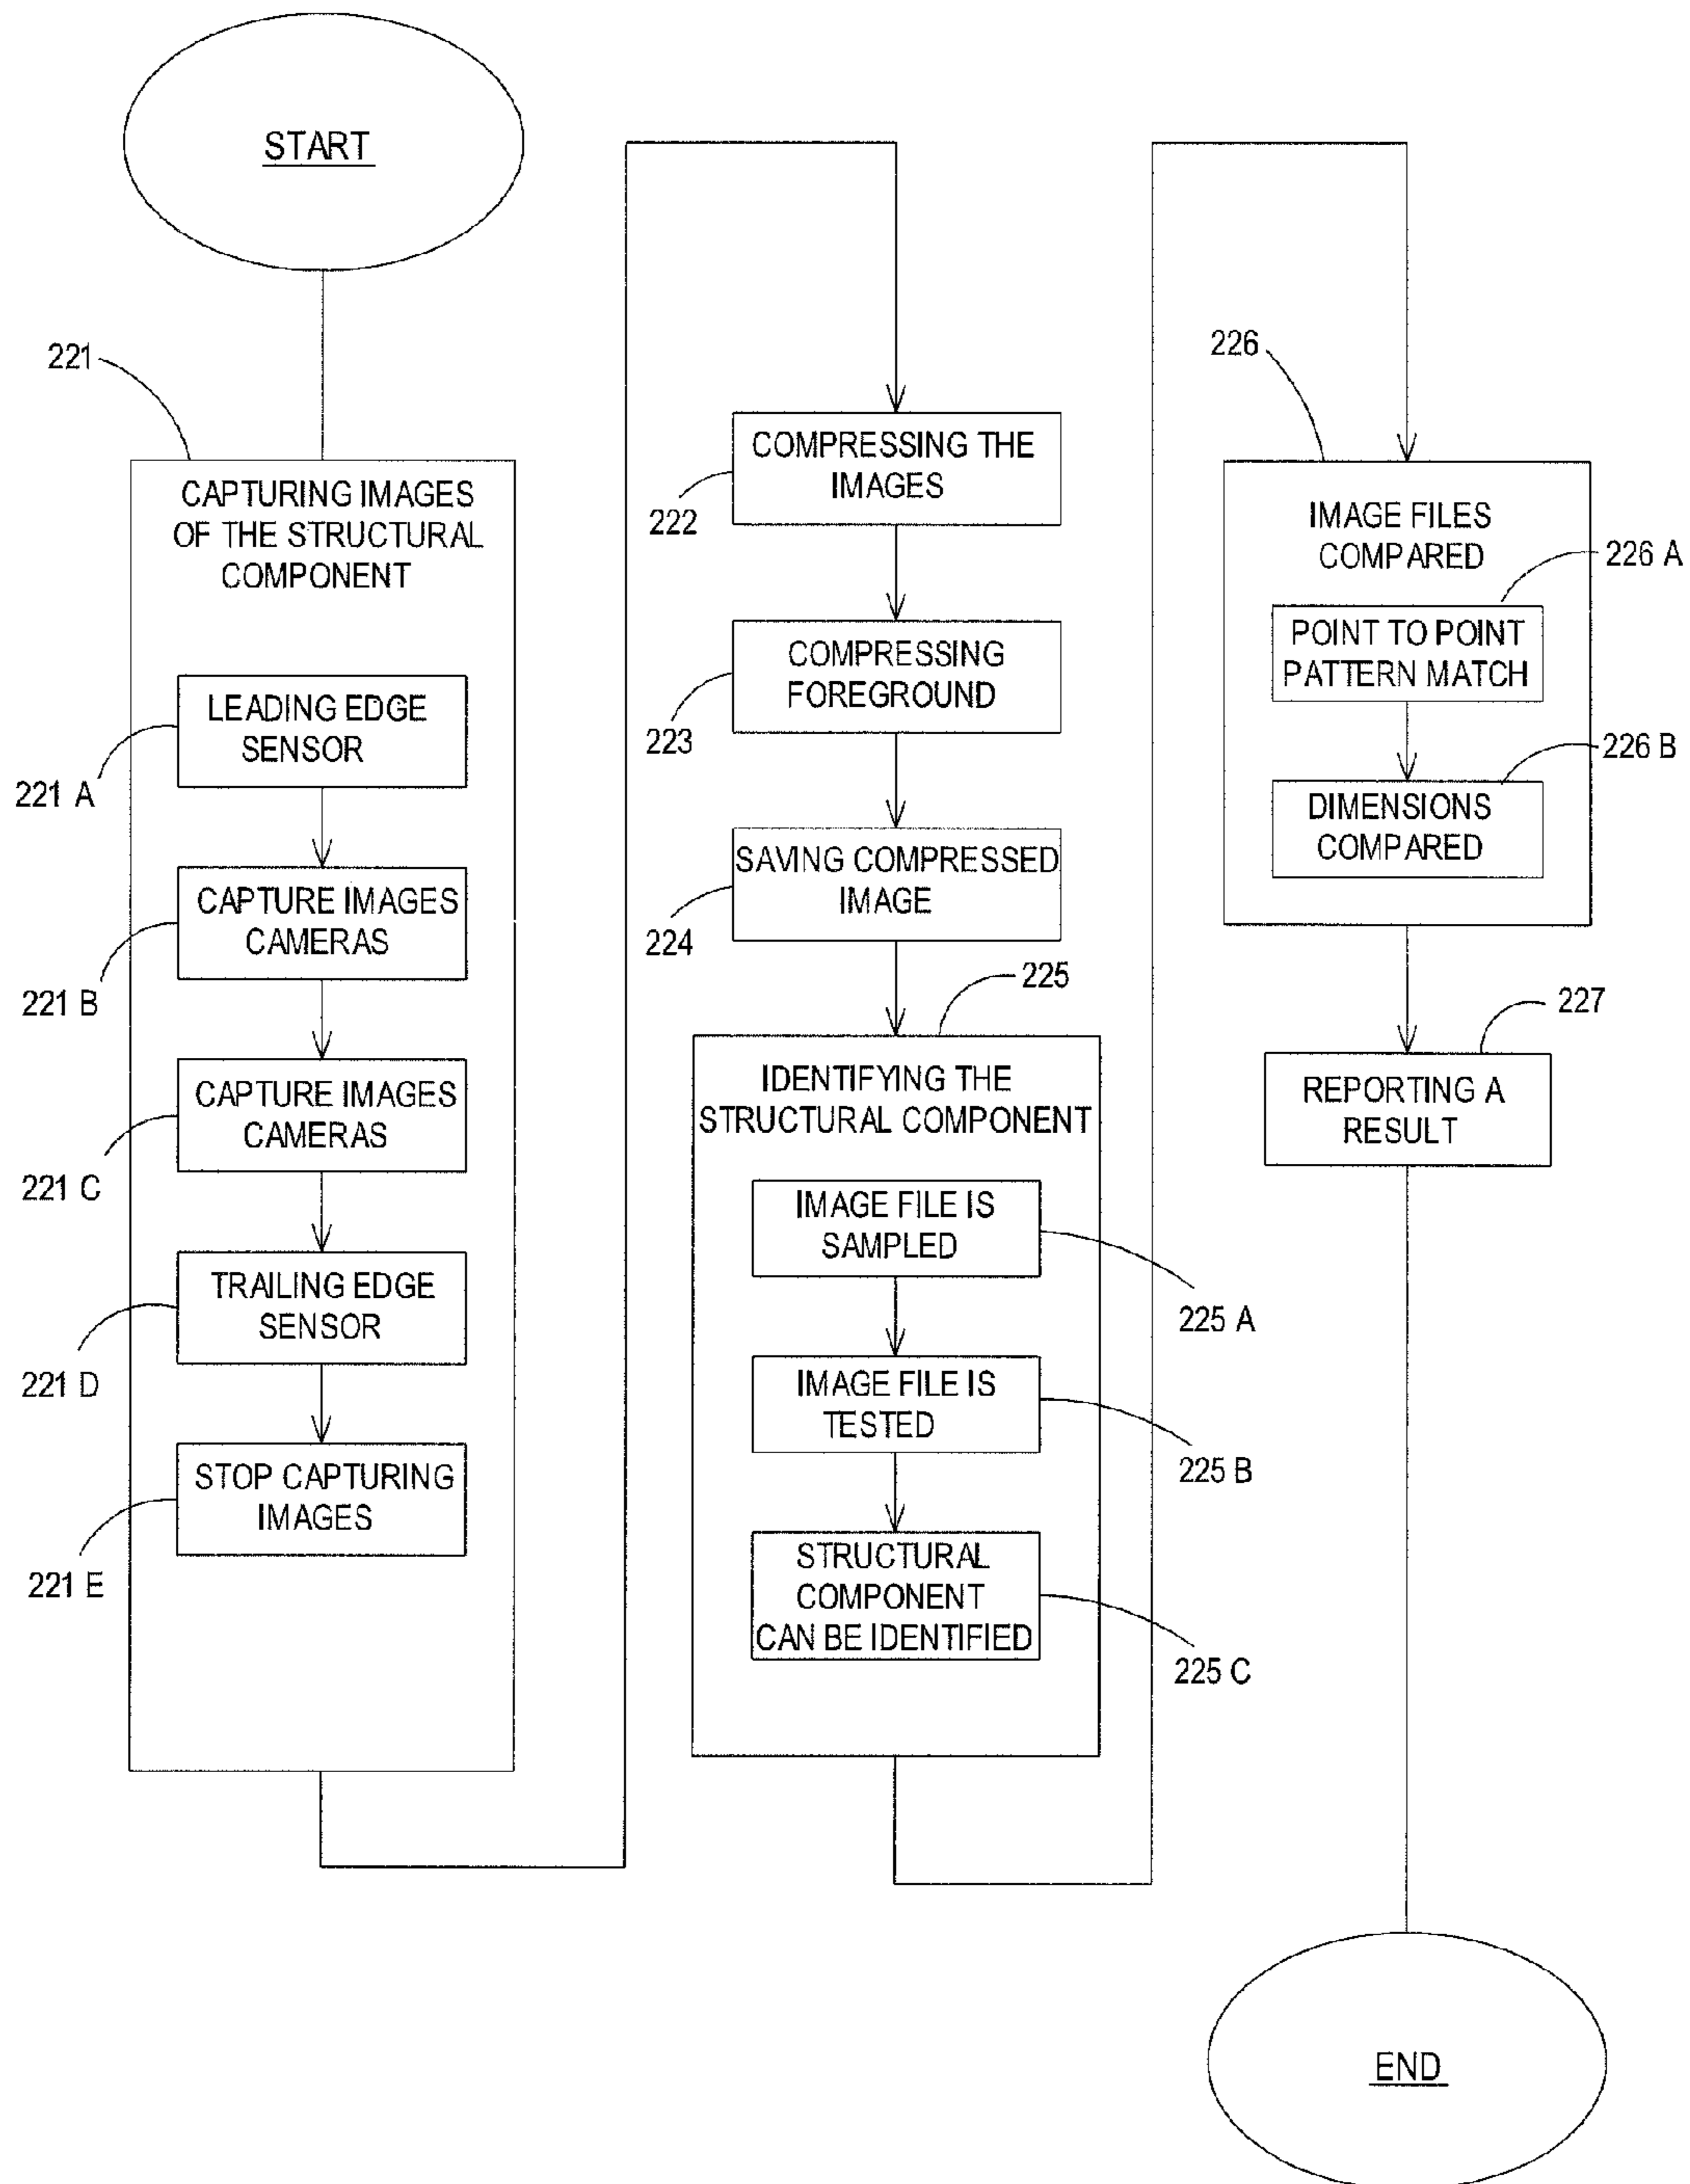 START
221
CAPTURING IMAGES
OF THE STRUCTURAL
COMPONENT
LEADING EDGE
SENSOR
221 A
CAPTURE IMAGES
CAMERAS
221 B
CAPTURE IMAGES
CAMERAS
221 C
TRAILING EDGE
SENSOR
221 D
STOP CAPTURING
IMAGES
221 E
COMPRESSING THE
IMAGES
222
COMPRESSING
FOREGROUND
223
SAVING COMPRESSED
IMAGE
224
225
IDENTIFYING THE
STRUCTURAL COMPONENT
IMAGE FILE IS
SAMPLED
225 A
IMAGE FILE IS
TESTED
225 B
STRUCTURAL
COMPONENT
CAN BE IDENTIFIED
225 C
226
IMAGE FILES
COMPARED
226 A
POINT TO POINT
PATTERN MATCH
226 B
DIMENSIONS
COMPARED
227
REPORTING A
RESULT
END